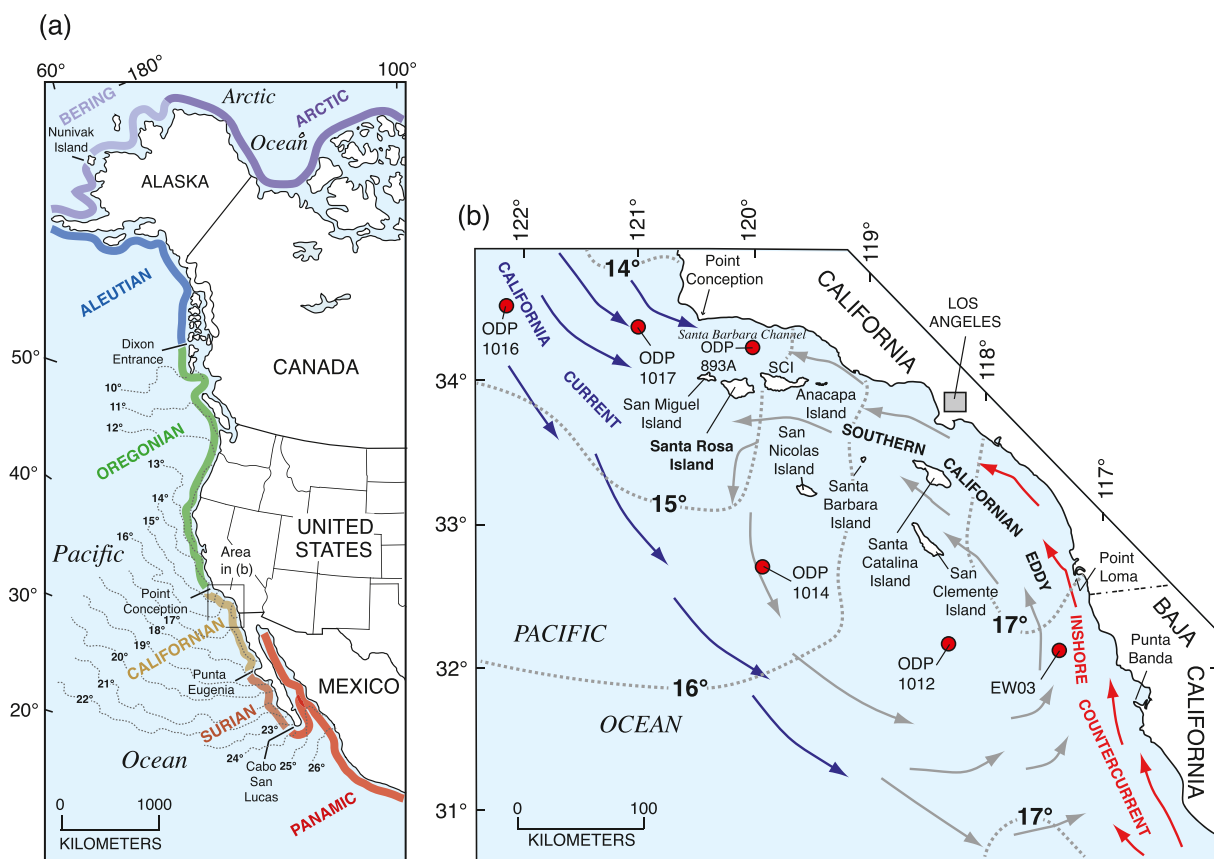 (a)
60°
180°
100°
BERING
Arctic
ARCTIC
Nunivak
Island
Ocean
ALASKA
ALEUTIAN
Dixon
Entrance
50°
CANADA
10°
11°
12°
OREGONIAN
13°
40°
14°
15°
16°
UNITED
STATES
Pacific
Area
in (b)
30°
Point
Conception
17°
18°
CALIFORNIAN
19°
20°
21°
22°
Punta
Eugenia
MEXICO
20°
SURIAN
23°
24°
25°
26°
Ocean
Cabo
San
Lucas
PANAMIC
0
1000
KILOMETERS
(b)
122°
121°
120°
119°
118°
117°
14°
Point
Conception
CALIFORNIA
LOS
ANGELES
CALIFORNIA
CURRENT
ODP
1016
ODP
1017
Santa Barbara Channel
ODP
893A
SCI
34°
San Miguel
Island
Anacapa
Island
Santa Rosa
Island
San
Nicolas
Island
SOUTHERN
CALIFORNIAN
EDDY
Santa
Barbara
Island
15°
33°
Santa
Catalina
Island
San
Clemente
Island
Point
Loma
ODP
1014
17°
BAJA
CALIFORNIA
PACIFIC
OCEAN
32°
16°
ODP
1012
EW03
INSHORE
COUNTERCURRENT
Punta
Banda
31°
17°
0
100
KILOMETERS